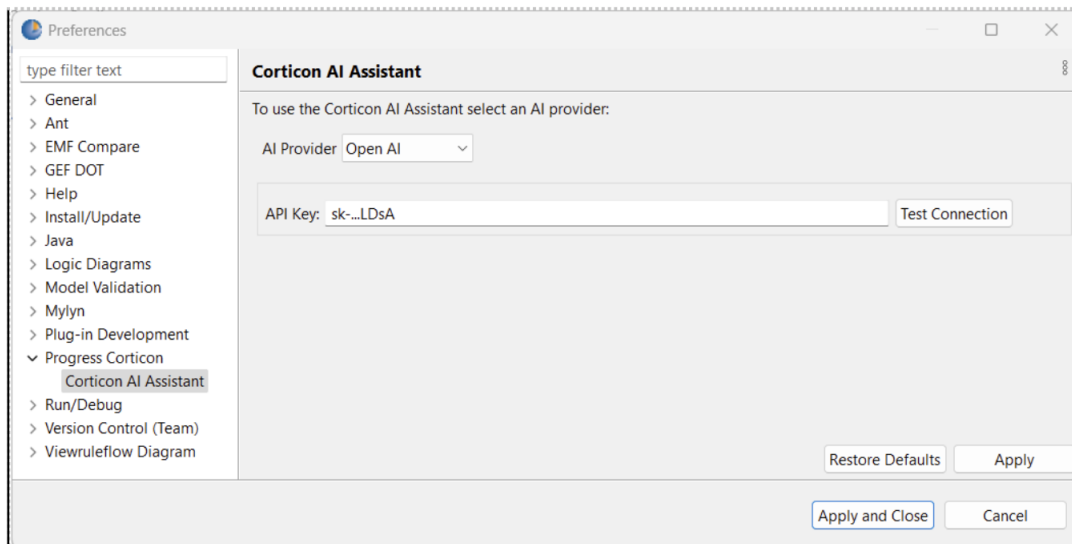 Preferences
type filter text
General
Ant
EMF Compare
GEF DOT
Help
Install/Update
Java
Logic Diagrams
Model Validation
Mylyn
Plug-in Development
Progress Corticon
Corticon AI Assistant
Run/Debug
Version Control (Team)
Viewruleflow Diagram
Corticon AI Assistant
To use the Corticon AI Assistant select an AI provider:
AI Provider Open AI
API Key: sk-...LDsA Test Connection
Restore Defaults Apply
Apply and Close Cancel